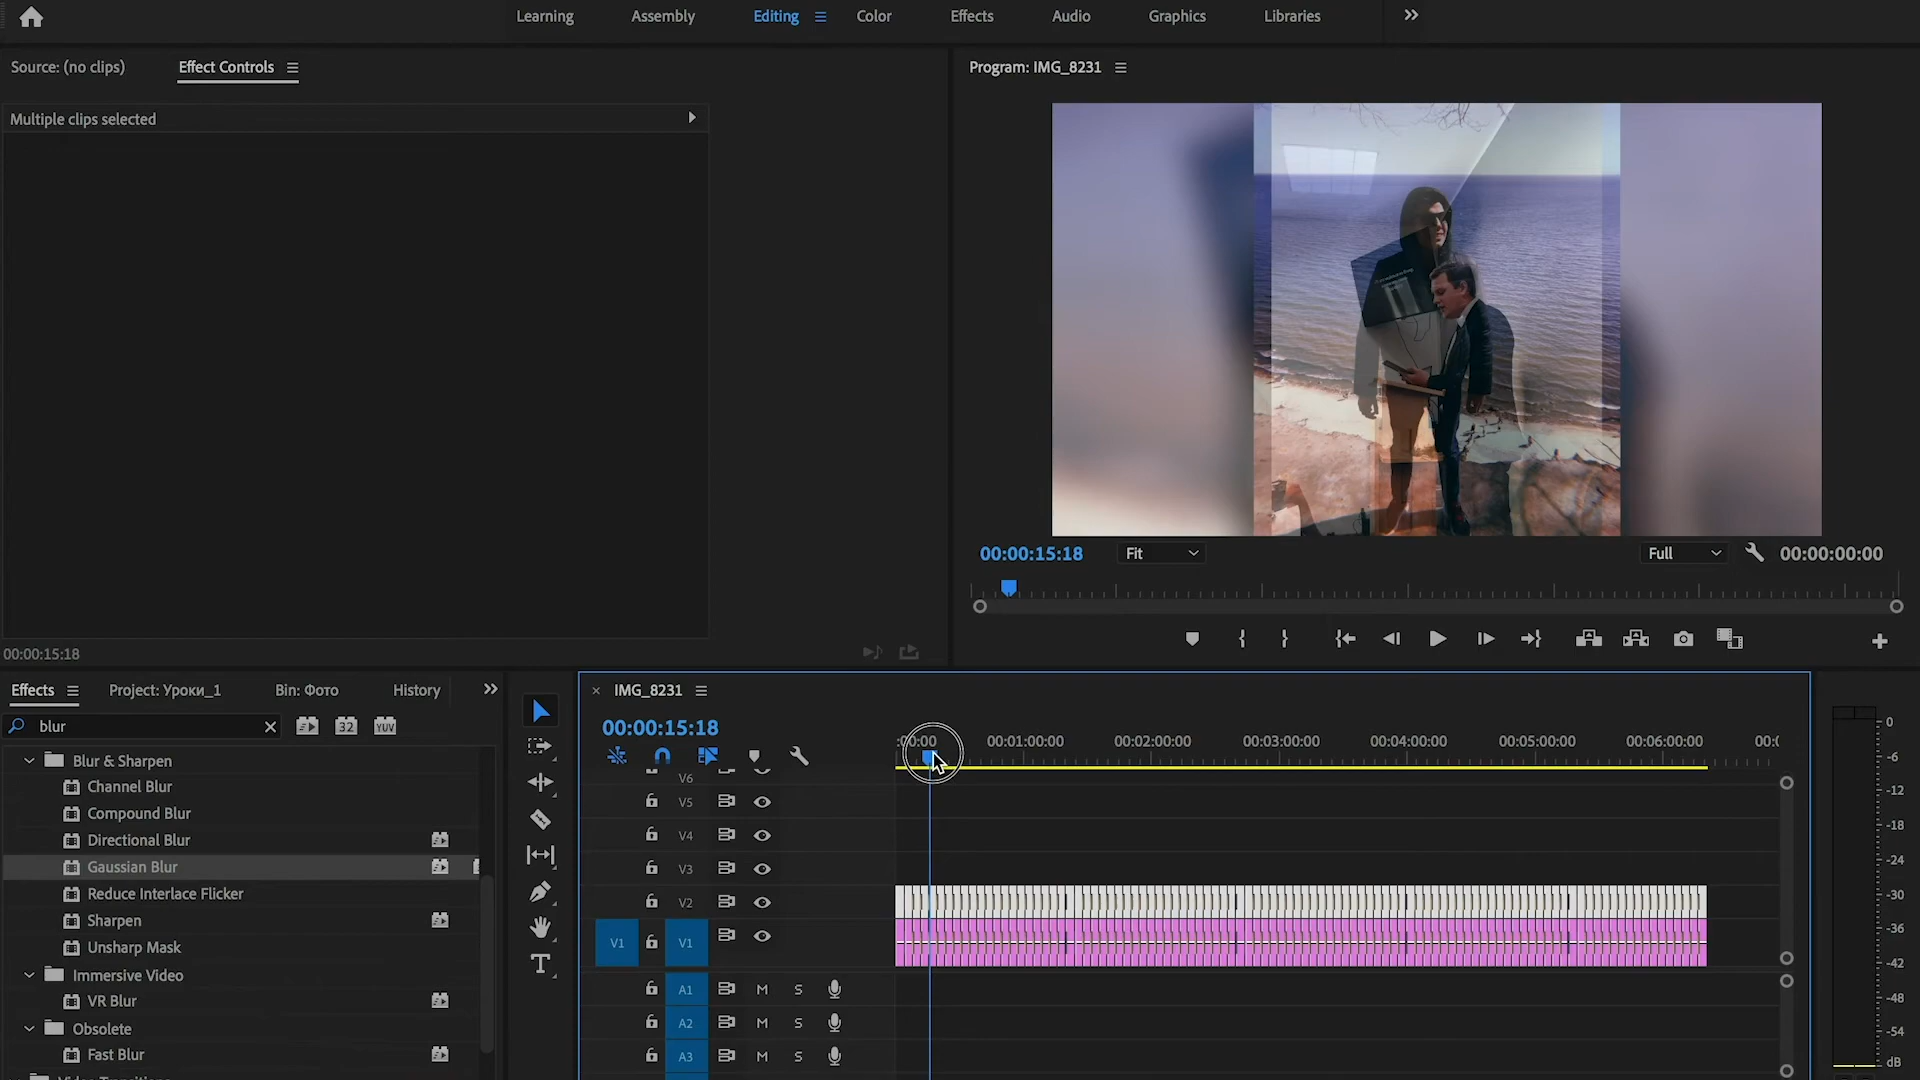 Learning Assembly Editing Color Effects Audio Graphics Libraries
Source: (no clips) Effect Controls
Program: IMG_8231
Multiple clips selected
00:00:15:18 Fit Full 00:00:00:00
00:00:15:18
Effects Project: Уроки_1 Bin: Фото History
blur 32 YUV
Blur & Sharpen
Channel Blur
Compound Blur
Directional Blur
Gaussian Blur
Reduce Interlace Flicker
Sharpen
Unsharp Mask
Immersive Video
VR Blur
Obsolete
Fast Blur
IMG_8231
00:00:15:18
:00:00 00:01:00:00 00:02:00:00 00:03:00:00 00:04:00:00 00:05:00:00 00:06:00:00 00:0
V6
V5
V4
V3
V2
V1 V1
A1 M S
A2 M S
A3 M S
T
0
-6
-12
-18
-24
-30
-36
-42
-48
-54
dB